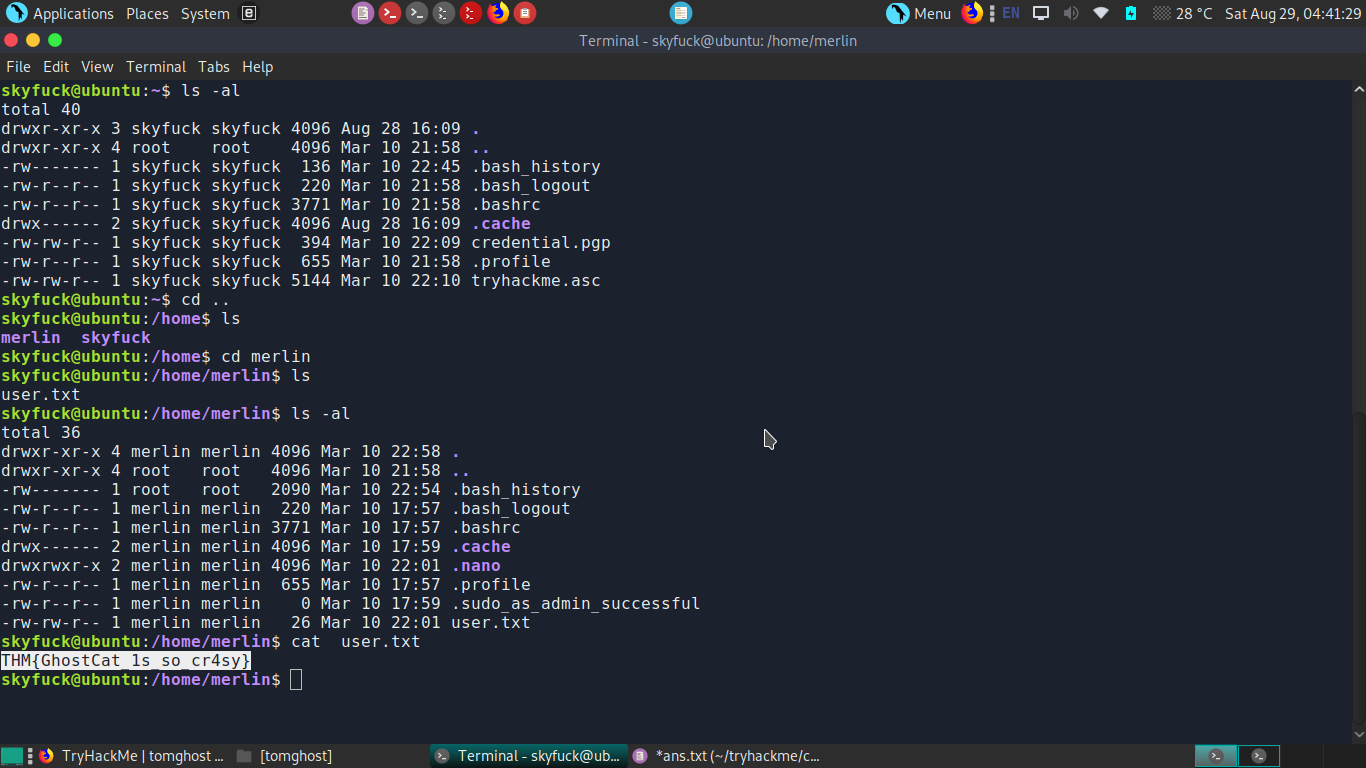 Applications Places System Menu EN 28 °C Sat Aug 29, 04:41:29
Terminal - skyfuck@ubuntu: /home/merlin
File Edit View Terminal Tabs Help
skyfuck@ubuntu:~$ ls -al
total 40
drwxr-xr-x 3 skyfuck skyfuck 4096 Aug 28 16:09 .
drwxr-xr-x 4 root    root    4096 Mar 10 21:58 ..
-rw------- 1 skyfuck skyfuck  136 Mar 10 22:45 .bash_history
-rw-r--r-- 1 skyfuck skyfuck  220 Mar 10 21:58 .bash_logout
-rw-r--r-- 1 skyfuck skyfuck 3771 Mar 10 21:58 .bashrc
drwx------ 2 skyfuck skyfuck 4096 Aug 28 16:09 .cache
-rw-rw-r-- 1 skyfuck skyfuck  394 Mar 10 22:09 credential.pgp
-rw-r--r-- 1 skyfuck skyfuck  655 Mar 10 21:58 .profile
-rw-rw-r-- 1 skyfuck skyfuck 5144 Mar 10 22:10 tryhackme.asc
skyfuck@ubuntu:~$ cd ..
skyfuck@ubuntu:/home$ ls
merlin  skyfuck
skyfuck@ubuntu:/home$ cd merlin
skyfuck@ubuntu:/home/merlin$ ls
user.txt
skyfuck@ubuntu:/home/merlin$ ls -al
total 36
drwxr-xr-x 4 merlin merlin 4096 Mar 10 22:58 .
drwxr-xr-x 4 root   root   4096 Mar 10 21:58 ..
-rw------- 1 root   root   2090 Mar 10 22:54 .bash_history
-rw-r--r-- 1 merlin merlin  220 Mar 10 17:57 .bash_logout
-rw-r--r-- 1 merlin merlin 3771 Mar 10 17:57 .bashrc
drwx------ 2 merlin merlin 4096 Mar 10 17:59 .cache
drwxrwxr-x 2 merlin merlin 4096 Mar 10 22:01 .nano
-rw-r--r-- 1 merlin merlin  655 Mar 10 17:57 .profile
-rw-r--r-- 1 merlin merlin    0 Mar 10 17:59 .sudo_as_admin_successful
-rw-rw-r-- 1 merlin merlin   26 Mar 10 22:01 user.txt
skyfuck@ubuntu:/home/merlin$ cat  user.txt
THM{GhostCat_1s_so_cr4sy}
skyfuck@ubuntu:/home/merlin$
TryHackMe | tomghost ... [tomghost] Terminal - skyfuck@ub... *ans.txt (~/tryhackme/c...